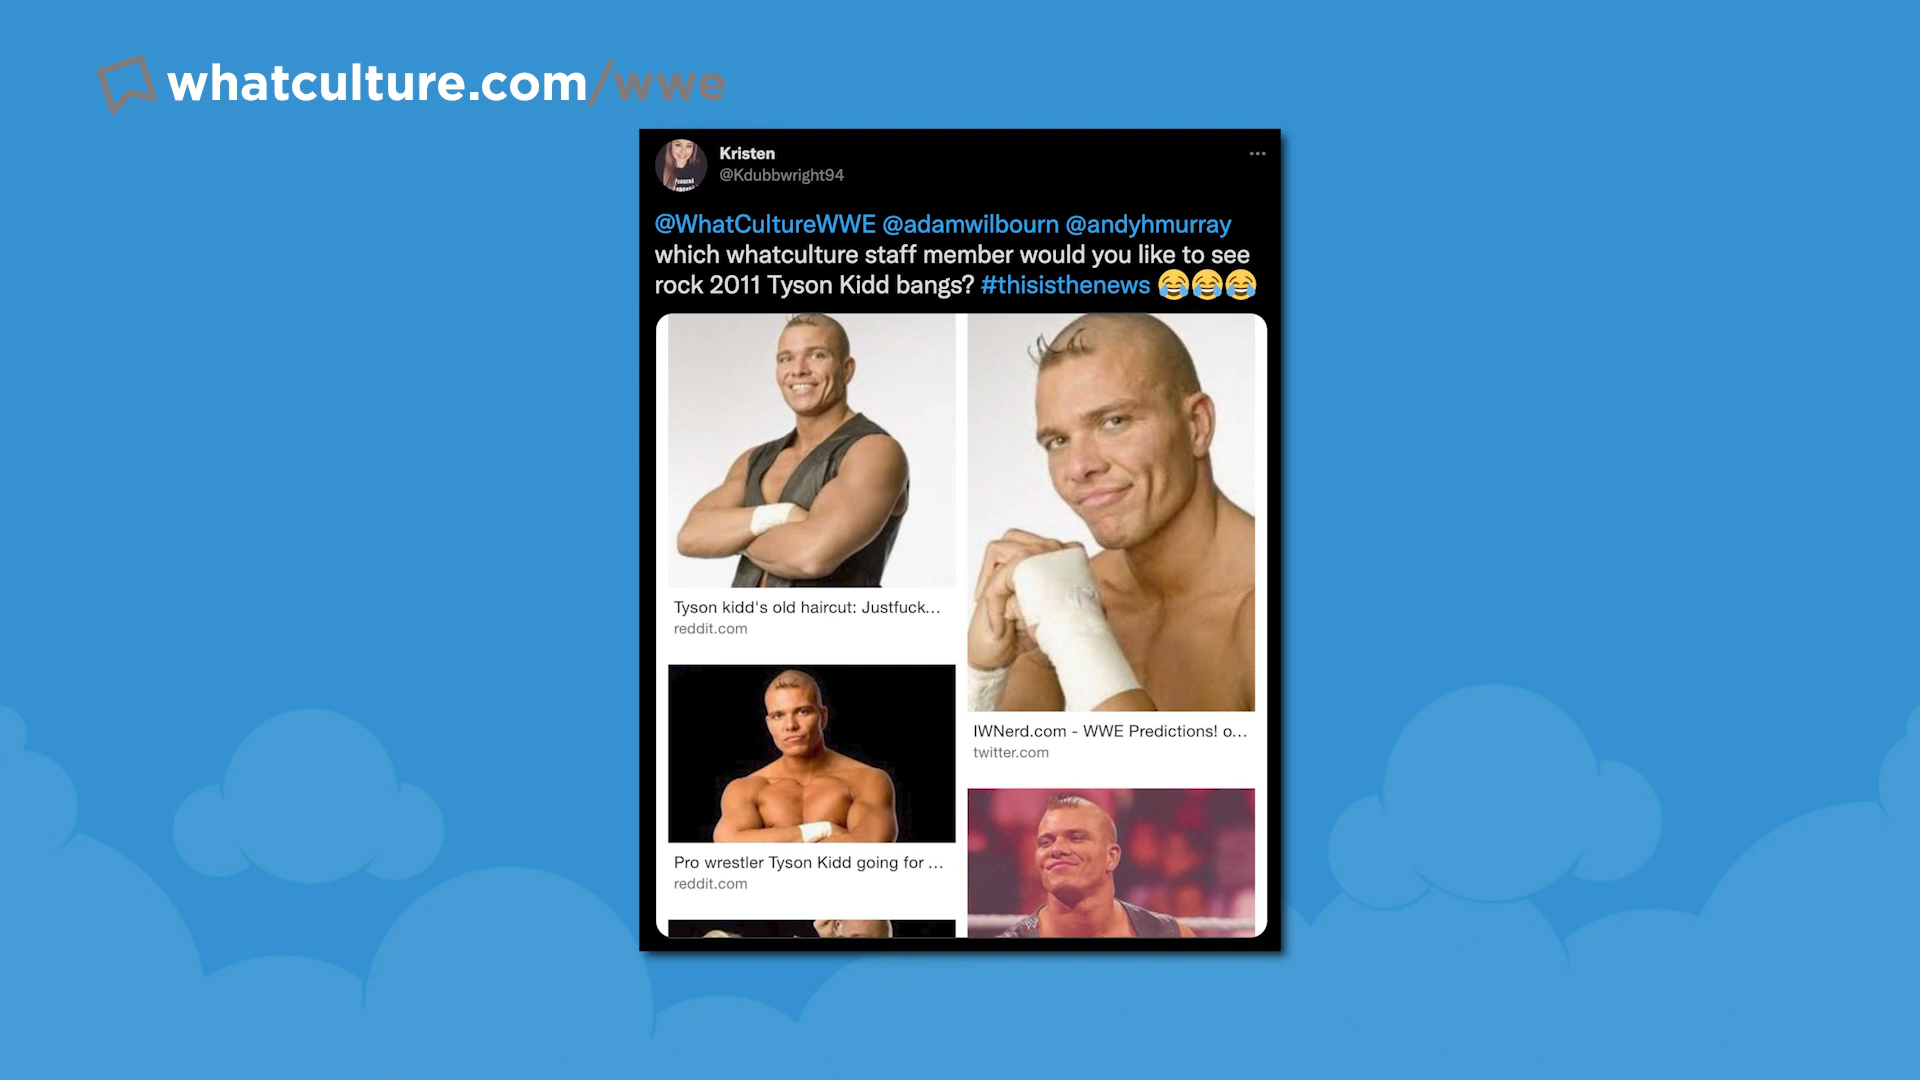 whatculture.com/wwe
Kristen
@Kdubbwright94
@WhatCultureWWE @adamwilbourn @andyhmurray
which whatculture staff member would you like to see
rock 2011 Tyson Kidd bangs? #thisisthenews 😂😂😂
Tyson kidd's old haircut: Justfuck...
reddit.com
IWNerd.com - WWE Predictions! o...
twitter.com
Pro wrestler Tyson Kidd going for ...
reddit.com